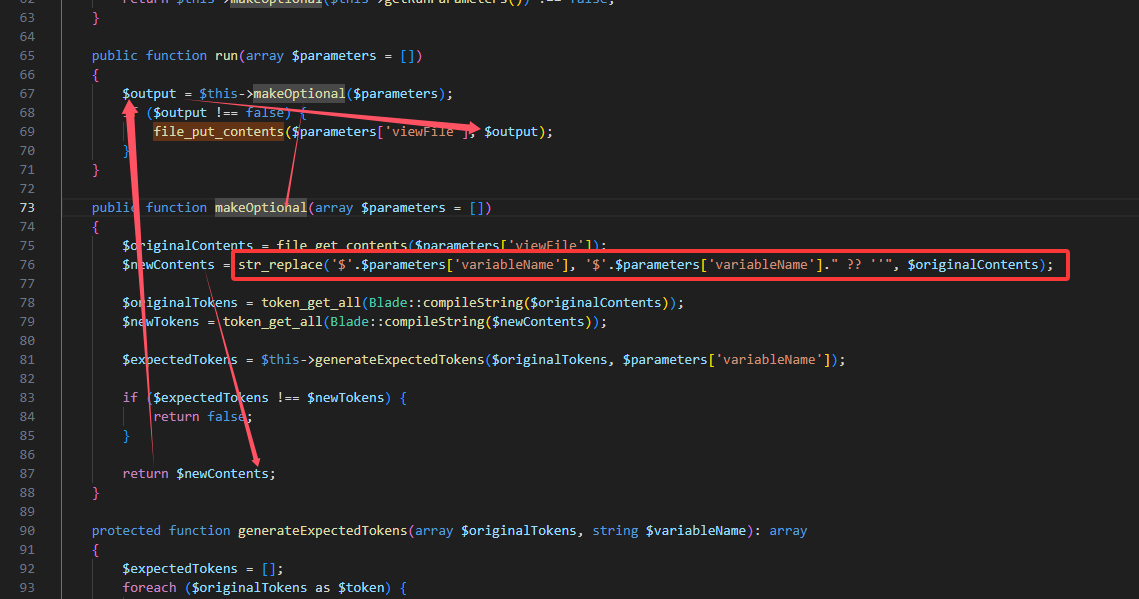 62 return $this->makeOptional($this->getRunParameters()) !== false;
63 }
64
65 public function run(array $parameters = [])
66 {
67 $output = $this->makeOptional($parameters);
68 ($output !== false) {
69 file_put_contents($parameters['viewFile'], $output);
70 }
71 }
72
73 public function makeOptional(array $parameters = [])
74 {
75 $originalContents = file_get_contents($parameters['viewFile']);
76 $newContents = str_replace('$'.$parameters['variableName'], '$'.$parameters['variableName']." ?? ''", $originalContents);
77
78 $originalTokens = token_get_all(Blade::compileString($originalContents));
79 $newTokens = token_get_all(Blade::compileString($newContents));
80
81 $expectedTokens = $this->generateExpectedTokens($originalTokens, $parameters['variableName']);
82
83 if ($expectedTokens !== $newTokens) {
84 return false;
85 }
86
87 return $newContents;
88 }
89
90 protected function generateExpectedTokens(array $originalTokens, string $variableName): array
91 {
92 $expectedTokens = [];
93 foreach ($originalTokens as $token) {